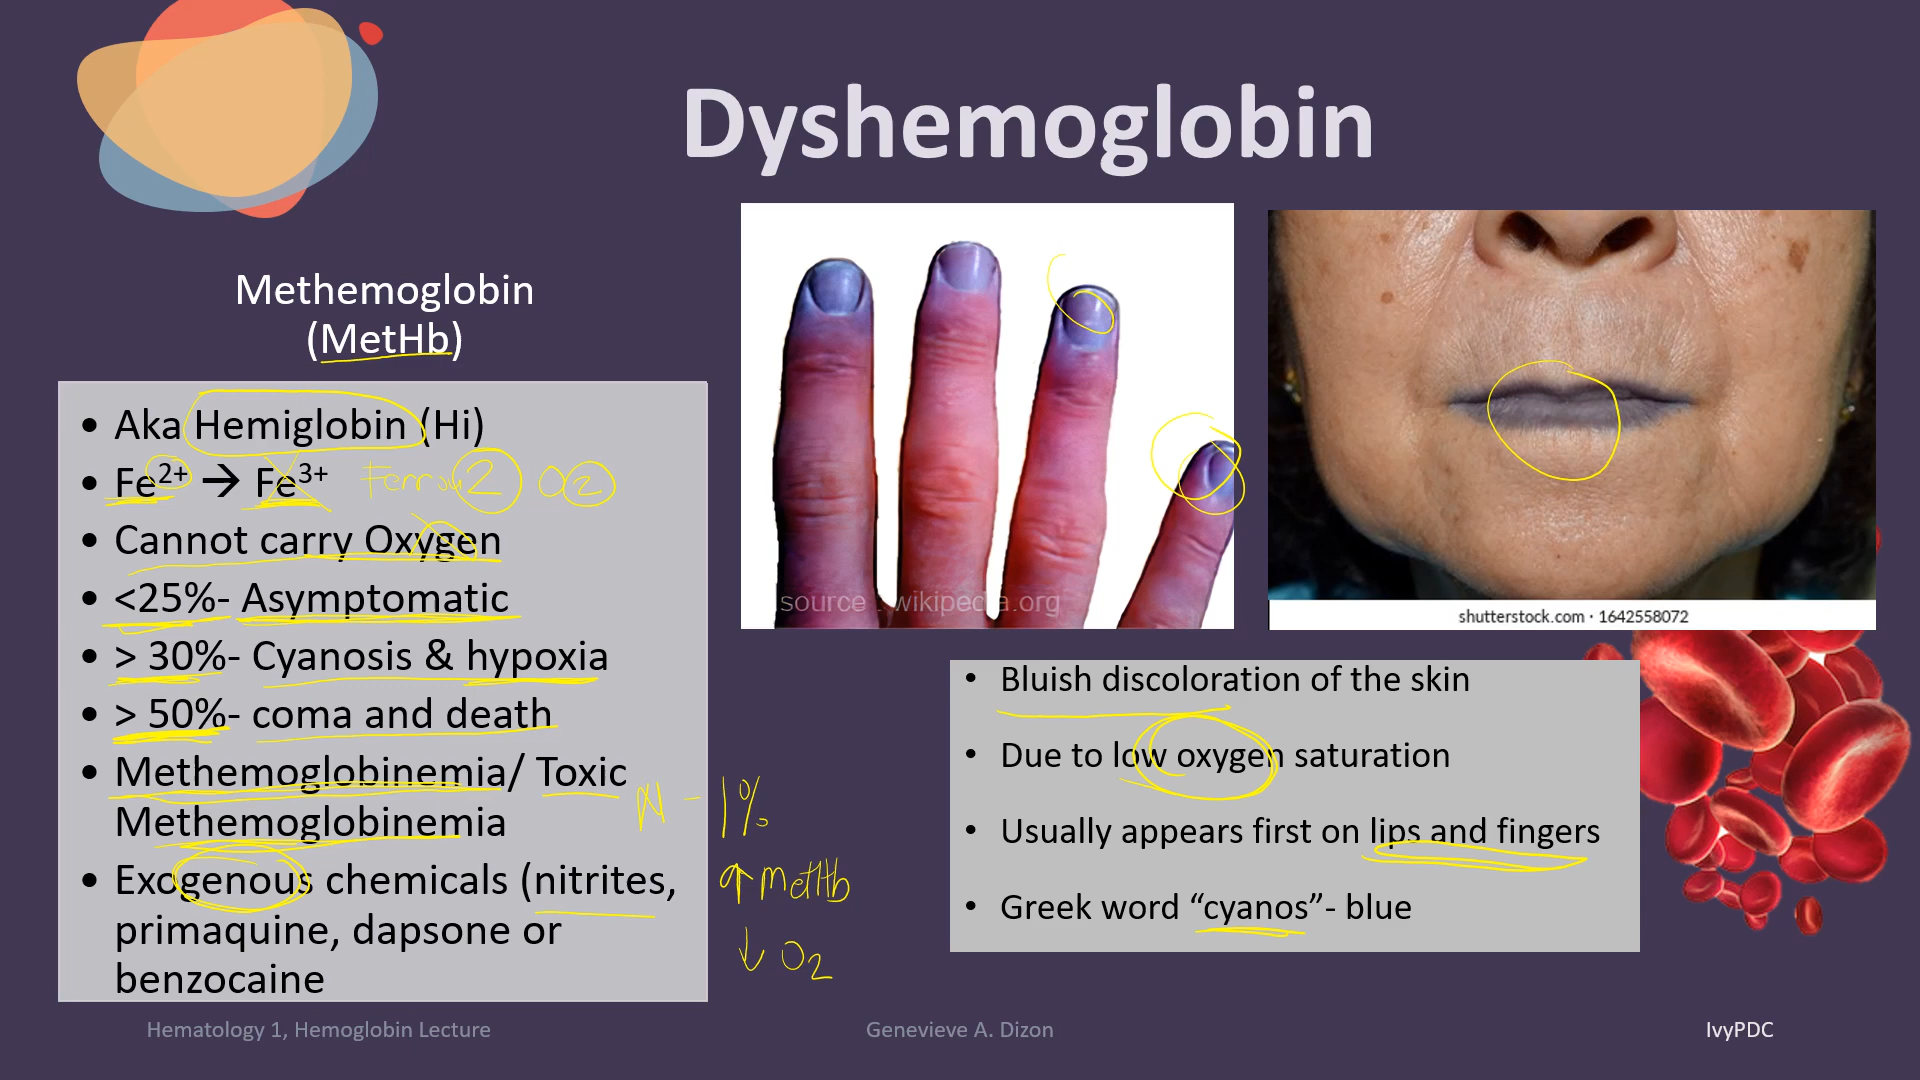 Dyshemoglobin
Methemoglobin
(MetHb)
• Aka Hemiglobin (Hi)
• Fe2+ → Fe3+ Ferrou2 O2
• Cannot carry Oxygen
• <25%- Asymptomatic
• > 30%- Cyanosis & hypoxia
• > 50%- coma and death
• Methemoglobinemia/ Toxic
Methemoglobinemia
• Exogenous chemicals (nitrites,
primaquine, dapsone or
benzocaine
N - 1%
↑ MetHb
↓ O2
source : wikipedia.org
shutterstock.com · 1642558072
• Bluish discoloration of the skin
• Due to low oxygen saturation
• Usually appears first on lips and fingers
• Greek word “cyanos”- blue
Hematology 1, Hemoglobin Lecture
Genevieve A. Dizon
IvyPDC